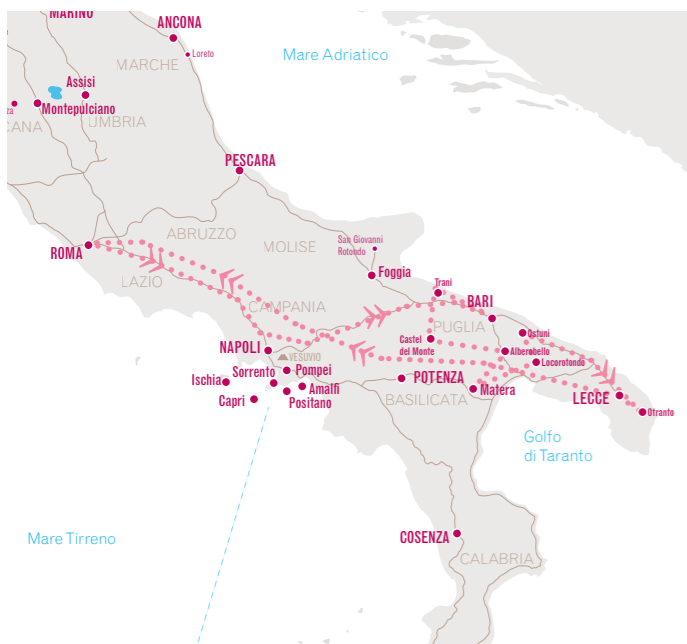 MARINO
ANCONA
Loreto
MARCHE
Mare Adriatico
Assisi
Montepulciano
za
CANA
UMBRIA
PESCARA
ABRUZZO
MOLISE
San Giovanni
Rotondo
ROMA
Foggia
LAZIO
Trani
CAMPANIA
BARI
PUGLIA
Ostuni
Castel
del Monte
NAPOLI
VESUVIO
Alberobello
Locorotondo
Sorrento
Pompei
Ischia
POTENZA
Amalfi
Matera
Capri
Positano
BASILICATA
LECCE
Otranto
Golfo
di Taranto
Mare Tirreno
COSENZA
CALABRIA